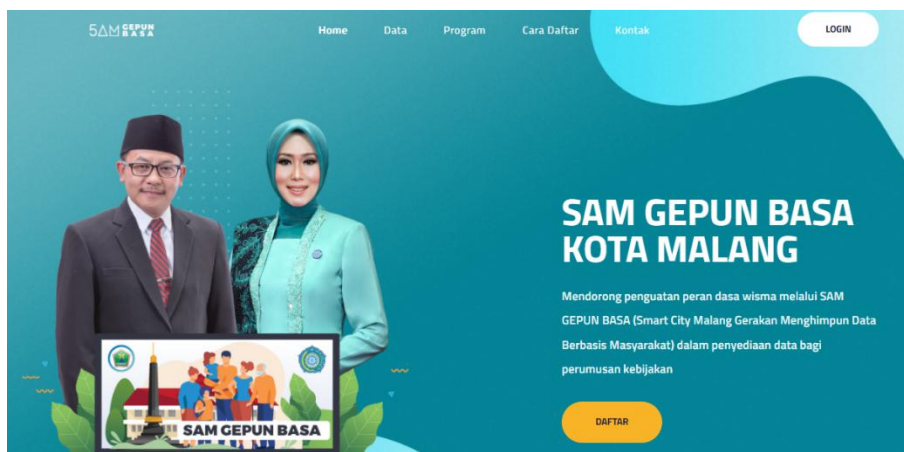 5AM GEPUN BASA
Home Data Program Cara Daftar Kontak LOGIN
SAM GEPUN BASA
KOTA MALANG
Mendorong penguatan peran dasa wisma melalui SAM
GEPUN BASA (Smart City Malang Gerakan Menghimpun Data
Berbasis Masyarakat) dalam penyediaan data bagi
perumusan kebijakan
DAFTAR
SAM GEPUN BASA